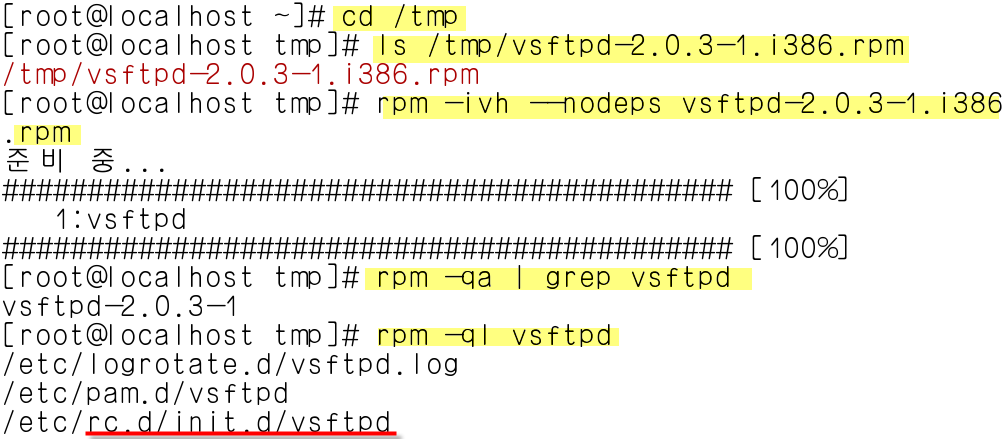 [root@localhost ~]# cd /tmp
[root@localhost tmp]# ls /tmp/vsftpd-2.0.3-1.i386.rpm
/tmp/vsftpd-2.0.3-1.i386.rpm
[root@localhost tmp]# rpm -ivh --nodeps vsftpd-2.0.3-1.i386
.rpm
준비 중...
########################################### [100%]
   1:vsftpd
########################################### [100%]
[root@localhost tmp]# rpm -qa | grep vsftpd
vsftpd-2.0.3-1
[root@localhost tmp]# rpm -ql vsftpd
/etc/logrotate.d/vsftpd.log
/etc/pam.d/vsftpd
/etc/rc.d/init.d/vsftpd